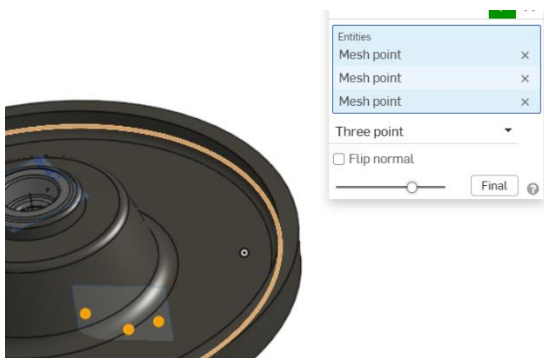 Entities
Mesh point
Mesh point
Mesh point
Three point
Flip normal
Final